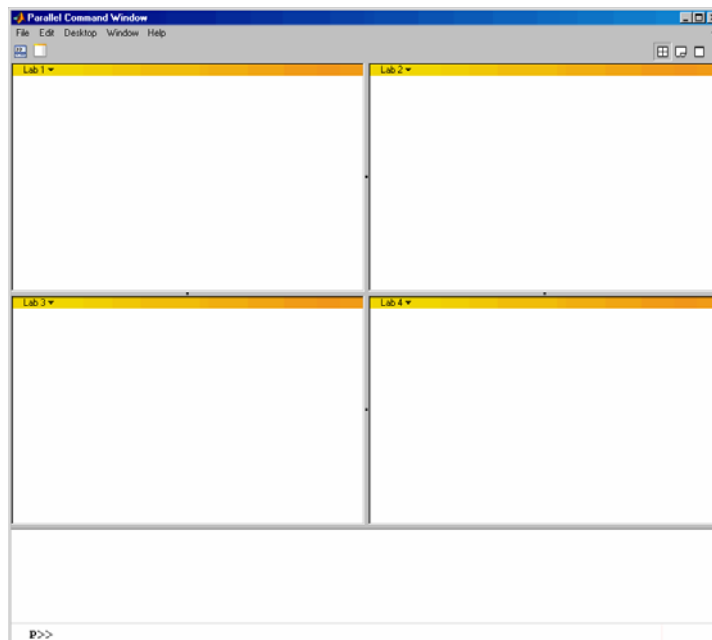 Parallel Command Window
File Edit Desktop Window Help
Lab 1 Lab 2
Lab 3 Lab 4
P>>